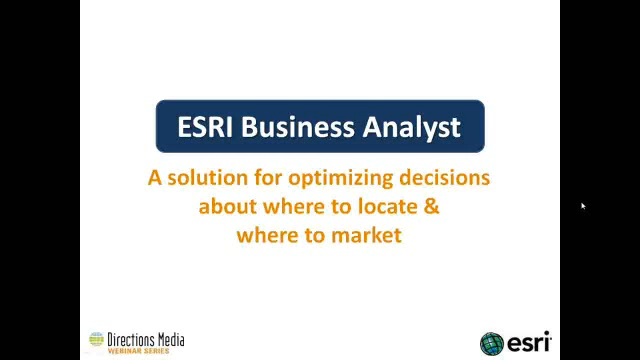 ESRI Business Analyst
A solution for optimizing decisions
about where to locate &
where to market
Directions Media
WEBINAR SERIES
esri